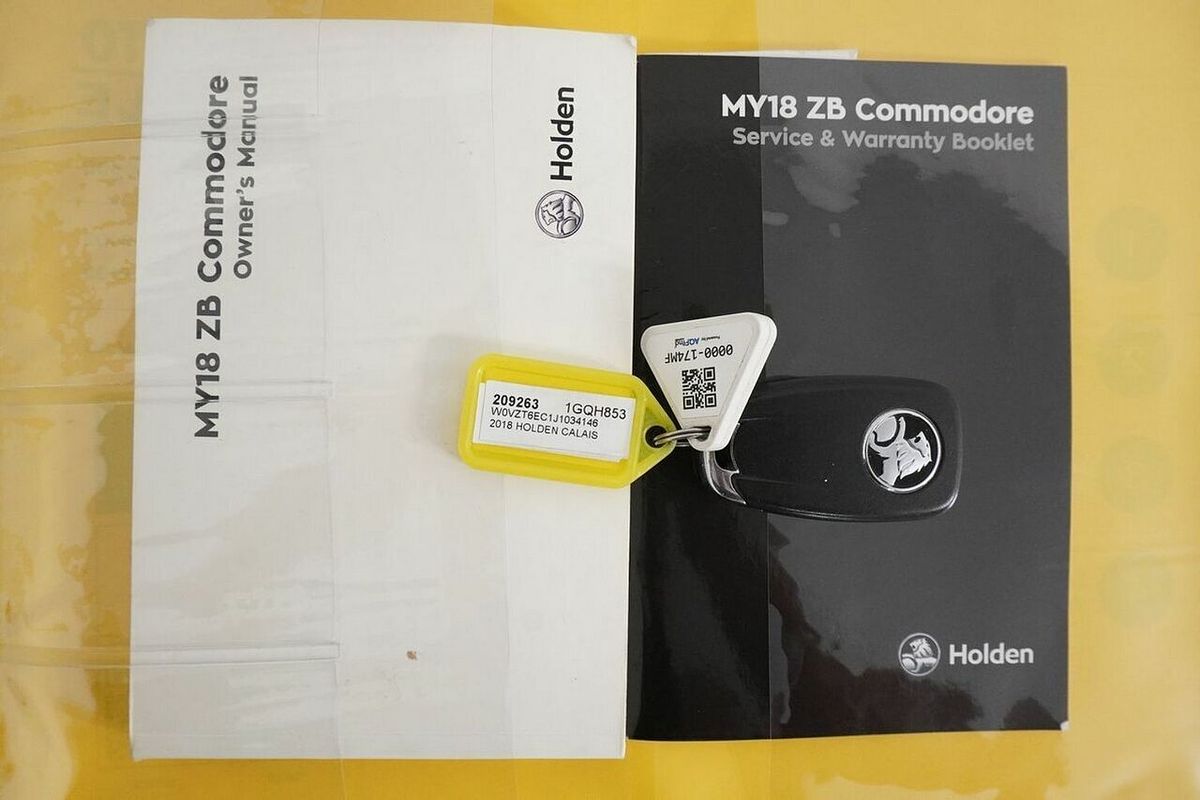 MY18 ZB Commodore
Owner's Manual
Holden
MY18 ZB Commodore
Service & Warranty Booklet
0000-174MF
209263 1GQH853
W0VZT6EC1J1034146
2018 HOLDEN CALAIS
Holden